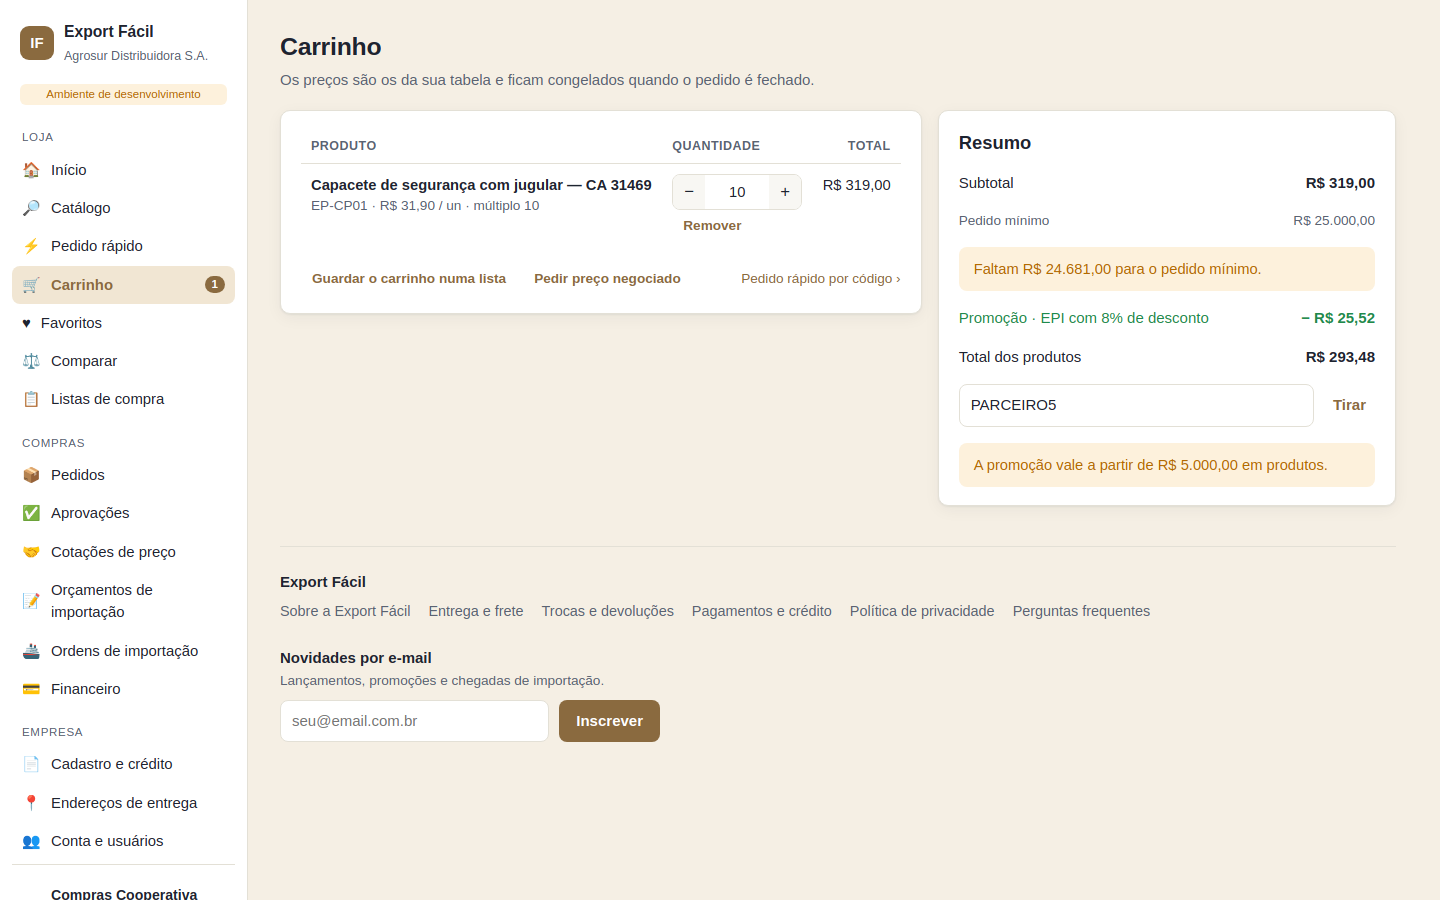 IF
Export Fácil
Agrosur Distribuidora S.A.
Ambiente de desenvolvimento
LOJA
Início
Catálogo
Pedido rápido
Carrinho 1
Favoritos
Comparar
Listas de compra
COMPRAS
Pedidos
Aprovações
Cotações de preço
Orçamentos de
importação
Ordens de importação
Financeiro
EMPRESA
Cadastro e crédito
Endereços de entrega
Conta e usuários
Compras Cooperativa
Carrinho
Os preços são os da sua tabela e ficam congelados quando o pedido é fechado.
PRODUTO QUANTIDADE TOTAL
Capacete de segurança com jugular — CA 31469 − 10 + R$ 319,00
EP-CP01 · R$ 31,90 / un · múltiplo 10
Remover
Guardar o carrinho numa lista Pedir preço negociado Pedido rápido por código ›
Resumo
Subtotal R$ 319,00
Pedido mínimo R$ 25.000,00
Faltam R$ 24.681,00 para o pedido mínimo.
Promoção · EPI com 8% de desconto − R$ 25,52
Total dos produtos R$ 293,48
PARCEIRO5 Tirar
A promoção vale a partir de R$ 5.000,00 em produtos.
Export Fácil
Sobre a Export Fácil Entrega e frete Trocas e devoluções Pagamentos e crédito Política de privacidade Perguntas frequentes
Novidades por e-mail
Lançamentos, promoções e chegadas de importação.
seu@email.com.br Inscrever